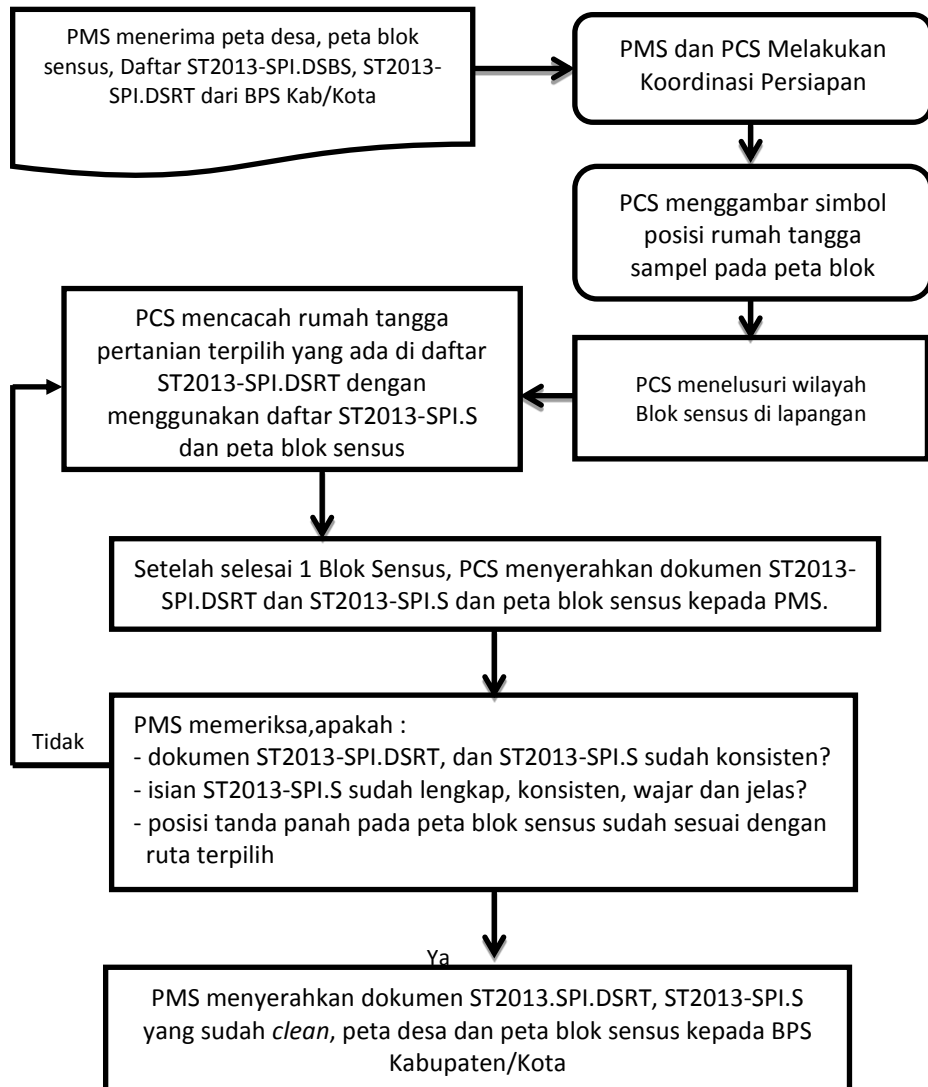 PMS menerima peta desa, peta blok
sensus, Daftar ST2013-SPI.DSBS, ST2013-
SPI.DSRT dari BPS Kab/Kota
PMS dan PCS Melakukan
Koordinasi Persiapan
PCS menggambar simbol
posisi rumah tangga
sampel pada peta blok
PCS menelusuri wilayah
Blok sensus di lapangan
PCS mencacah rumah tangga
pertanian terpilih yang ada di daftar
ST2013-SPI.DSRT dengan
menggunakan daftar ST2013-SPI.S
dan peta blok sensus
Setelah selesai 1 Blok Sensus, PCS menyerahkan dokumen ST2013-
SPI.DSRT dan ST2013-SPI.S dan peta blok sensus kepada PMS.
PMS memeriksa,apakah :
- dokumen ST2013-SPI.DSRT, dan ST2013-SPI.S sudah konsisten?
- isian ST2013-SPI.S sudah lengkap, konsisten, wajar dan jelas?
- posisi tanda panah pada peta blok sensus sudah sesuai dengan
ruta terpilih
Tidak
Ya
PMS menyerahkan dokumen ST2013.SPI.DSRT, ST2013-SPI.S
yang sudah clean, peta desa dan peta blok sensus kepada BPS
Kabupaten/Kota